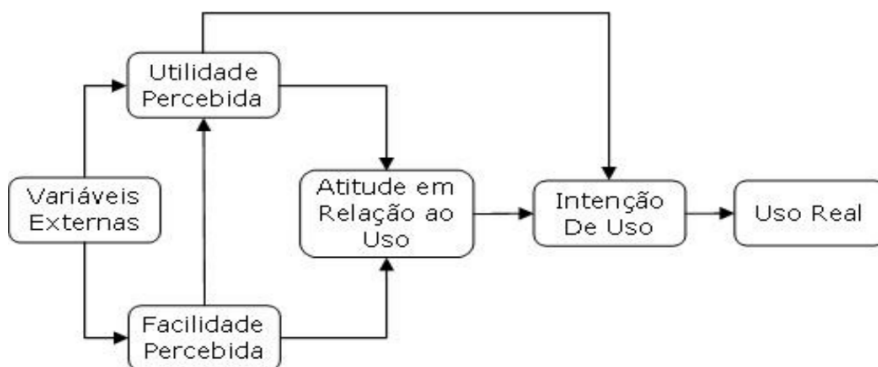 Utilidade
Percebida
Variáveis
Externas
Atitude em
Relação ao
Uso
Intenção
De Uso
Uso Real
Facilidade
Percebida